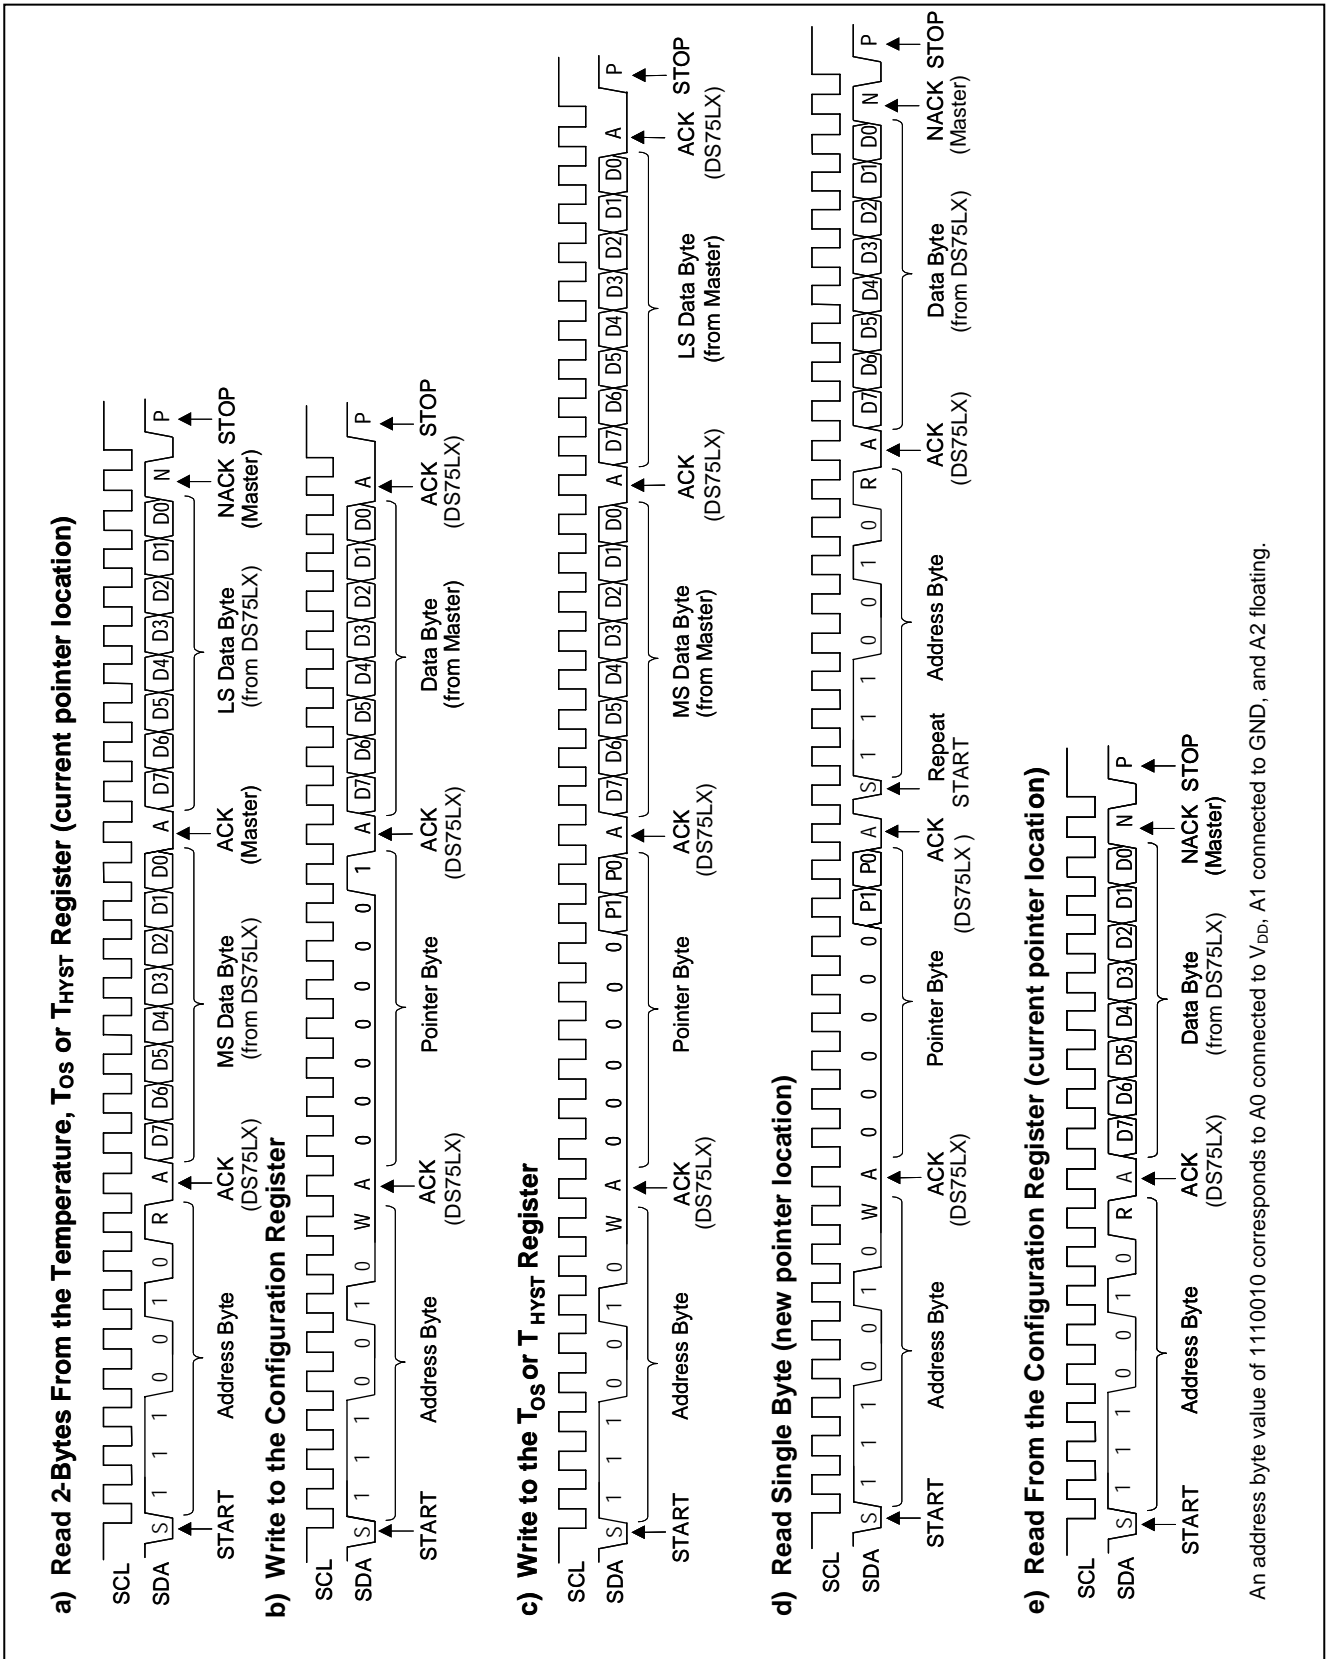 a) Read 2-Bytes From the Temperature, TOS or THYST Register (current pointer location)
SCL
SDA S 1 1 1 0 0 1 0 R A D7 D6 D5 D4 D3 D2 D1 D0 A D7 D6 D5 D4 D3 D2 D1 D0 N P
START Address Byte ACK (DS75LX) MS Data Byte (from DS75LX) ACK (Master) LS Data Byte (from DS75LX) NACK (Master) STOP
b) Write to the Configuration Register
SCL
SDA S 1 1 1 0 0 1 0 W A 0 0 0 0 0 0 0 1 A D7 D6 D5 D4 D3 D2 D1 D0 A P
START Address Byte ACK (DS75LX) Pointer Byte ACK (DS75LX) Data Byte (from Master) ACK (DS75LX) STOP
c) Write to the TOS or THYST Register
SCL
SDA S 1 1 1 0 0 1 0 W A 0 0 0 0 0 0 P1 P0 A D7 D6 D5 D4 D3 D2 D1 D0 A D7 D6 D5 D4 D3 D2 D1 D0 A P
START Address Byte ACK (DS75LX) Pointer Byte ACK (DS75LX) MS Data Byte (from Master) ACK (DS75LX) LS Data Byte (from Master) ACK (DS75LX) STOP
d) Read Single Byte (new pointer location)
SCL
SDA S 1 1 1 0 0 1 0 W A 0 0 0 0 0 0 P1 P0 A S 1 1 1 0 0 1 0 R A D7 D6 D5 D4 D3 D2 D1 D0 N P
START Address Byte ACK (DS75LX) Pointer Byte ACK (DS75LX ) Repeat START Address Byte ACK (DS75LX) Data Byte (from DS75LX) NACK (Master) STOP
e) Read From the Configuration Register (current pointer location)
SCL
SDA S 1 1 1 0 0 1 0 R A D7 D6 D5 D4 D3 D2 D1 D0 N P
START Address Byte ACK (DS75LX) Data Byte (from DS75LX) NACK (Master) STOP
An address byte value of 1110010 corresponds to A0 connected to VDD, A1 connected to GND, and A2 floating.